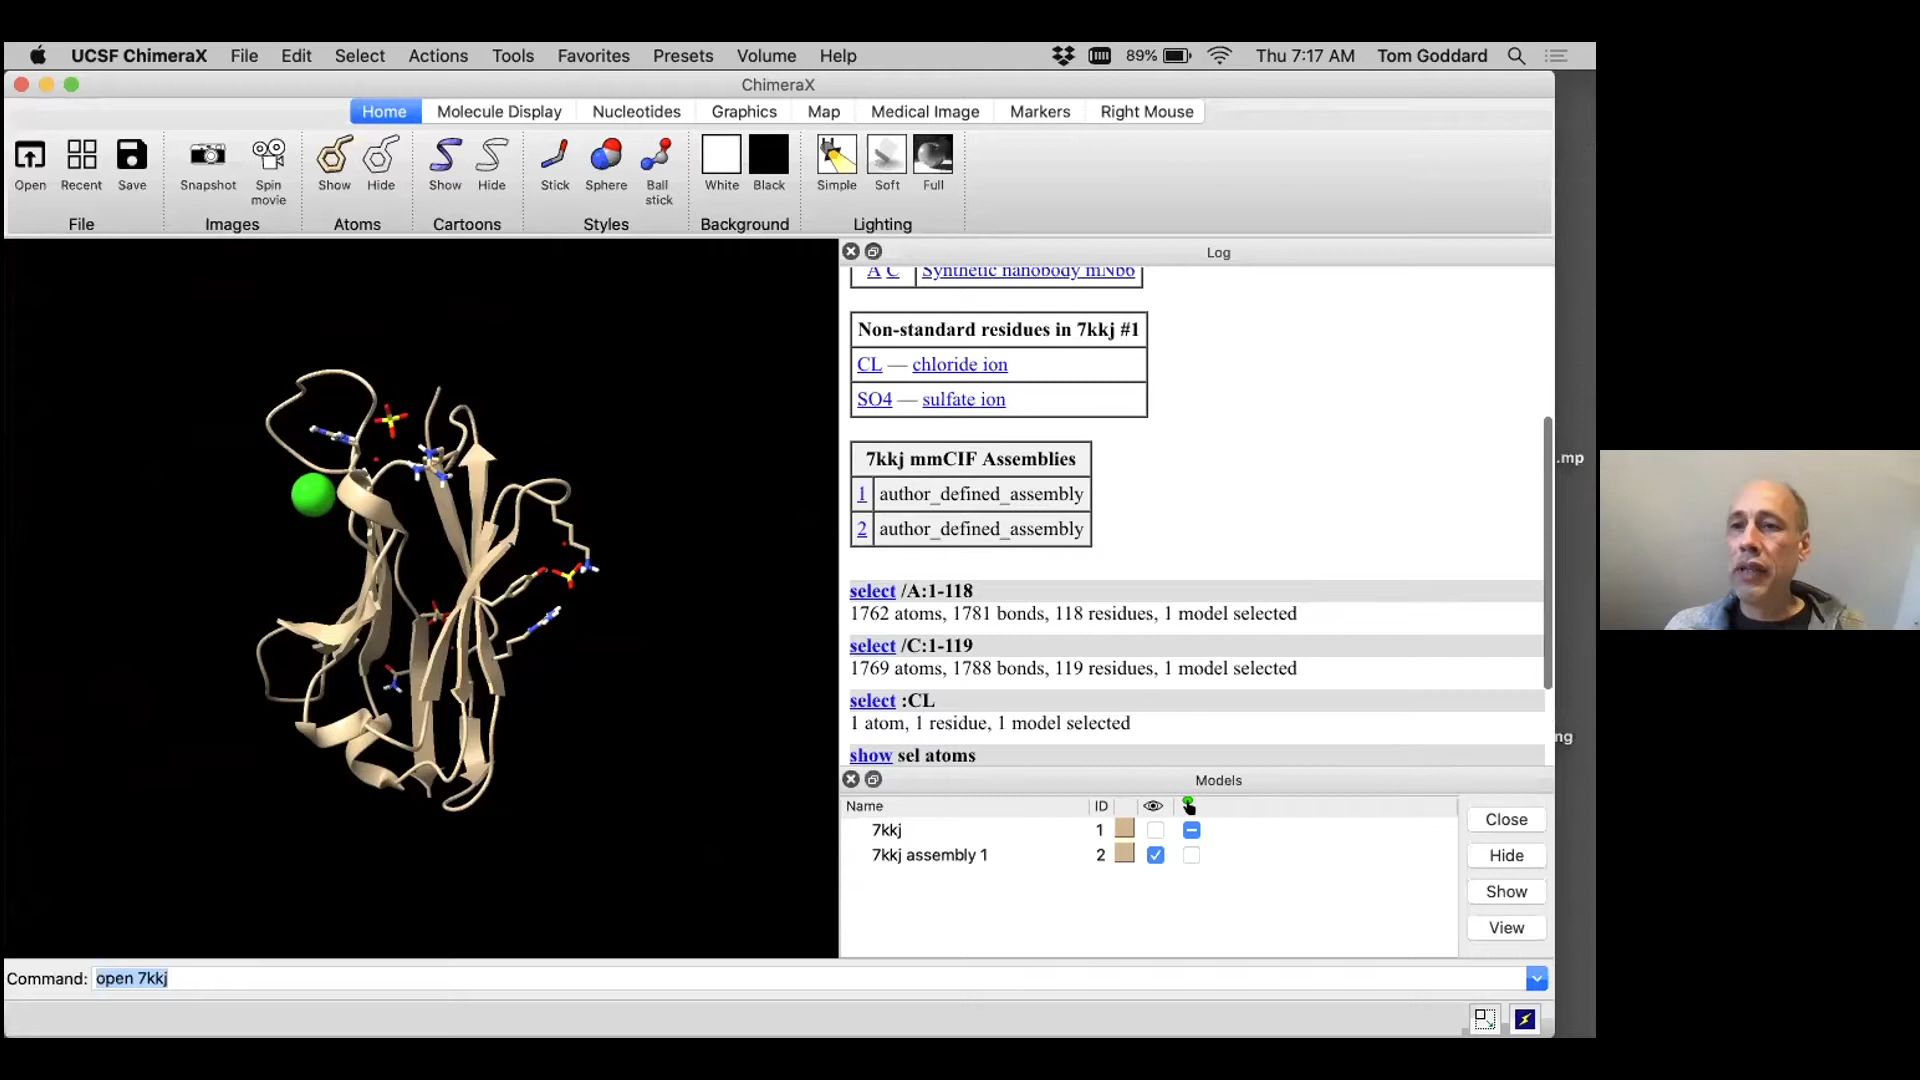 UCSF ChimeraX File Edit Select Actions Tools Favorites Presets Volume Help 89% Thu 7:17 AM Tom Goddard
ChimeraX
Home Molecule Display Nucleotides Graphics Map Medical Image Markers Right Mouse
Open Recent Save Snapshot Spin movie Show Hide Show Hide Stick Sphere Ball stick White Black Simple Soft Full
File Images Atoms Cartoons Styles Background Lighting
Log
A C Synthetic nanobody mNb6
Non-standard residues in 7kkj #1
CL — chloride ion
SO4 — sulfate ion
7kkj mmCIF Assemblies
1 author_defined_assembly
2 author_defined_assembly
select /A:1-118
1762 atoms, 1781 bonds, 118 residues, 1 model selected
select /C:1-119
1769 atoms, 1788 bonds, 119 residues, 1 model selected
select :CL
1 atom, 1 residue, 1 model selected
show sel atoms
.mp
ng
Models
Name ID
7kkj 1
7kkj assembly 1 2
Close
Hide
Show
View
Command: open 7kkj